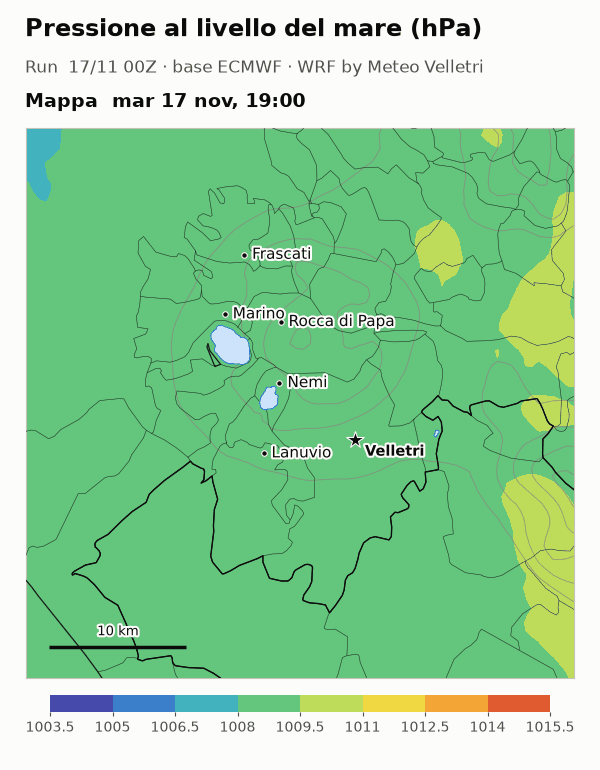 Pressione al livello del mare (hPa)
Run  17/11 00Z · base ECMWF · WRF by Meteo Velletri
Mappa  mar 17 nov, 19:00
Frascati
Marino
Rocca di Papa
Nemi
Velletri
Lanuvio
10 km
1003.5 1005 1006.5 1008 1009.5 1011 1012.5 1014 1015.5